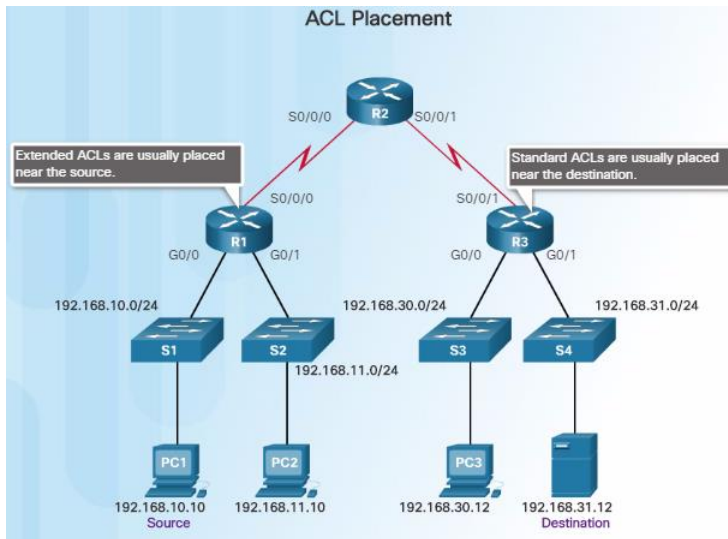 ACL Placement
R2
S0/0/0
S0/0/1
Extended ACLs are usually placed
near the source.
Standard ACLs are usually placed
near the destination.
S0/0/0
S0/0/1
R1
R3
G0/0
G0/1
G0/0
G0/1
192.168.10.0/24
192.168.30.0/24
192.168.31.0/24
S1
S2
S3
S4
192.168.11.0/24
PC1
PC2
PC3
192.168.10.10
192.168.11.10
192.168.30.12
192.168.31.12
Source
Destination